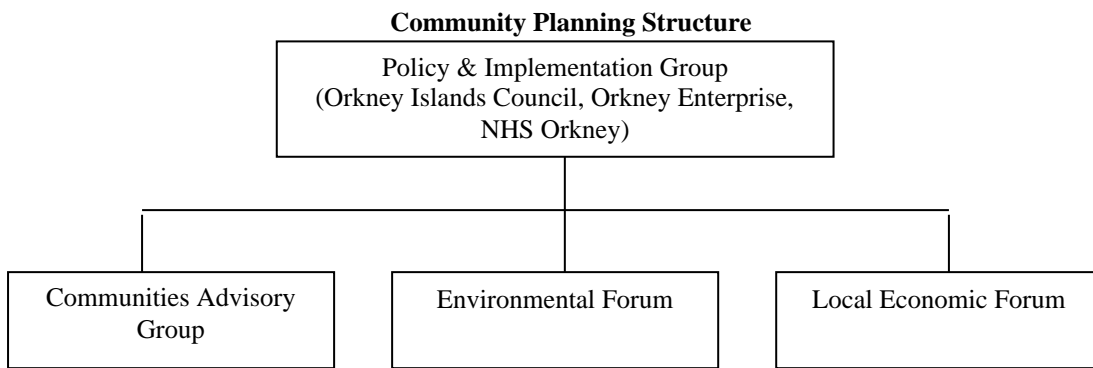 Community Planning Structure
Policy & Implementation Group
(Orkney Islands Council, Orkney Enterprise,
NHS Orkney)
Communities Advisory
Group
Environmental Forum
Local Economic Forum